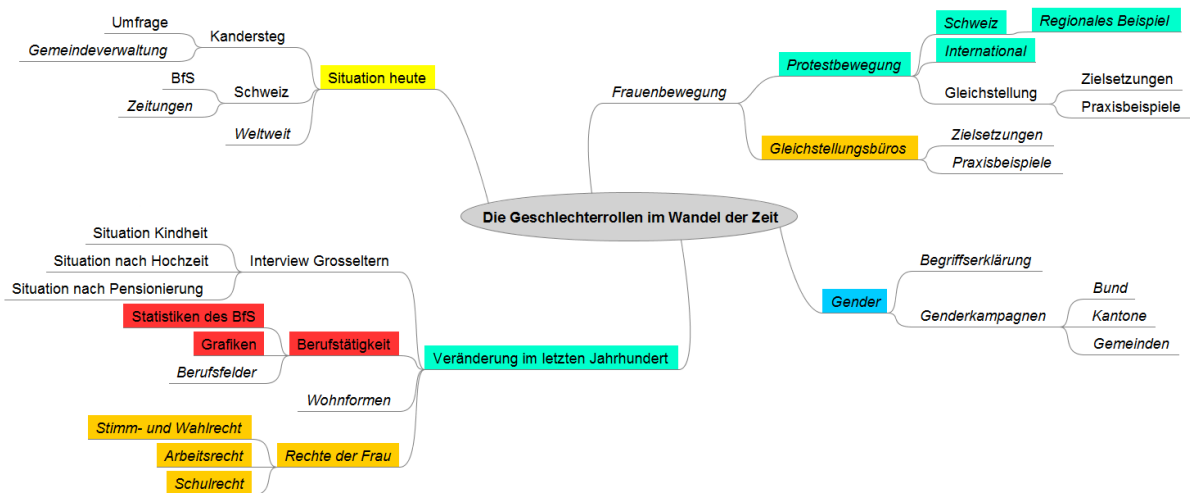 Die Geschlechterrollen im Wandel der Zeit
Situation heute
Kandersteg
Umfrage
Gemeindeverwaltung
Schweiz
BfS
Zeitungen
Weltweit
Frauenbewegung
Protestbewegung
Schweiz
Regionales Beispiel
International
Gleichstellung
Zielsetzungen
Praxisbeispiele
Gleichstellungsbüros
Zielsetzungen
Praxisbeispiele
Gender
Begriffserklärung
Genderkampagnen
Bund
Kantone
Gemeinden
Veränderung im letzten Jahrhundert
Interview Grosseltern
Situation Kindheit
Situation nach Hochzeit
Situation nach Pensionierung
Berufstätigkeit
Statistiken des BfS
Grafiken
Berufsfelder
Wohnformen
Rechte der Frau
Stimm- und Wahlrecht
Arbeitsrecht
Schulrecht